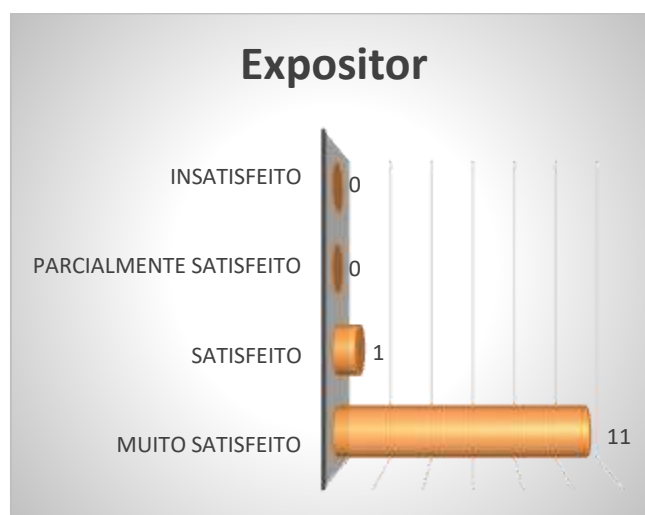 Expositor
INSATISFEITO 0
PARCIALMENTE SATISFEITO 0
SATISFEITO 1
MUITO SATISFEITO 11